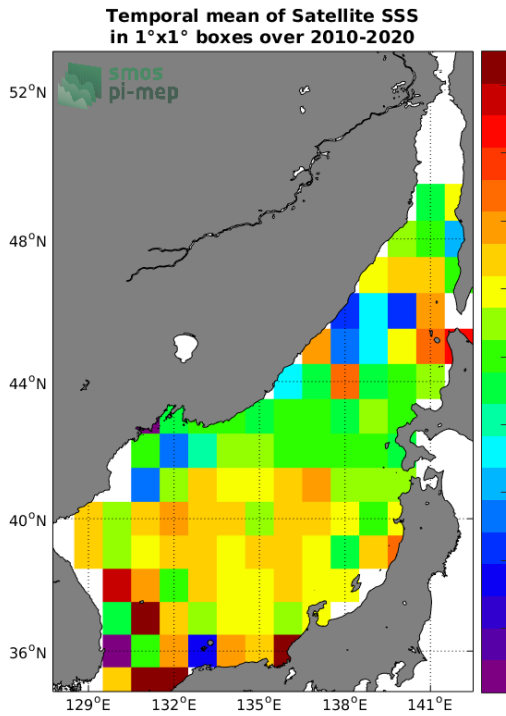 Temporal mean of Satellite SSS
in 1°x1° boxes over 2010-2020
smos
pi-mep
52°N
48°N
44°N
40°N
36°N
129°E 132°E 135°E 138°E 141°E